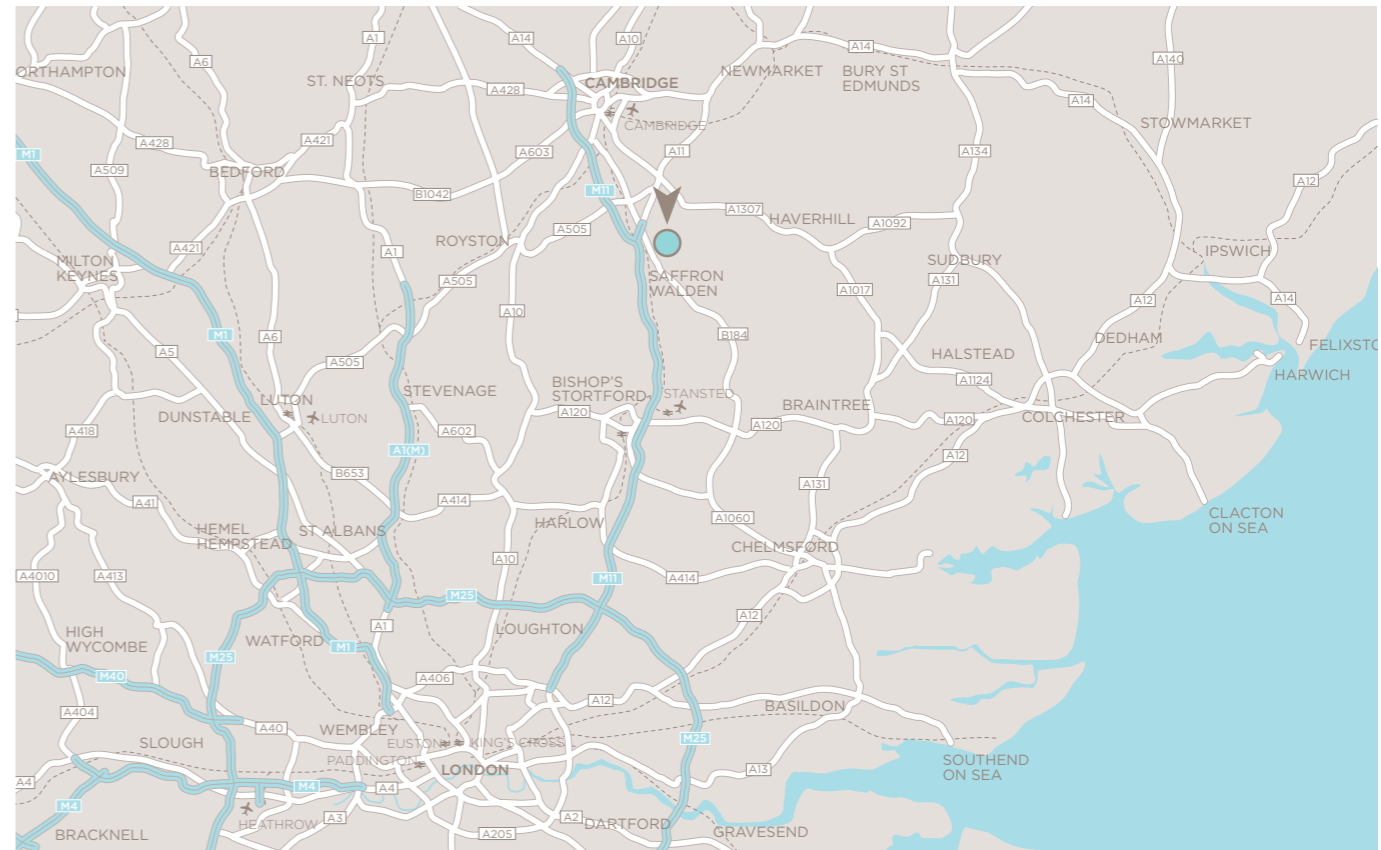 A1
A14
A10
A14
A6
A140
ORTHAMPTON
ST. NEOTS
CAMBRIDGE
NEWMARKET
BURY ST
EDMUNDS
A428
A14
CAMBRIDGE
STOWMARKET
A428
A421
A603
A11
A134
M1
A509
BEDFORD
A12
B1042
M11
A1307
HAVERHILL
A1092
A505
ROYSTON
A421
A1
IPSWICH
MILTON
KEYNES
SUDBURY
SAFFRON
WALDEN
A505
A131
A1017
A14
A12
A10
M1
A6
B184
DEDHAM
FELIXSTO
A5
A505
HALSTEAD
HARWICH
A1124
BISHOP'S
STORTFORD
STEVENAGE
STANSTED
LUTON
LUTON
BRAINTREE
DUNSTABLE
A120
COLCHESTER
A120
A120
A418
A602
A1(M)
A12
B653
AYLESBURY
A131
A41
A414
CLACTON
ON SEA
A1060
HARLOW
HEMEL
HEMPSTEAD
ST ALBANS
CHELMSFORD
A10
A4010
A413
M11
A414
M25
A12
A1
LOUGHTON
HIGH
WYCOMBE
WATFORD
M1
M25
M40
A406
A12
BASILDON
A404
A40
WEMBLEY
M25
SLOUGH
EUSTON
KING'S CROSS
PADDINGTON
LONDON
A13
SOUTHEND
ON SEA
A4
M4
A4
M4
HEATHROW
A3
A2
DARTFORD
GRAVESEND
BRACKNELL
A205